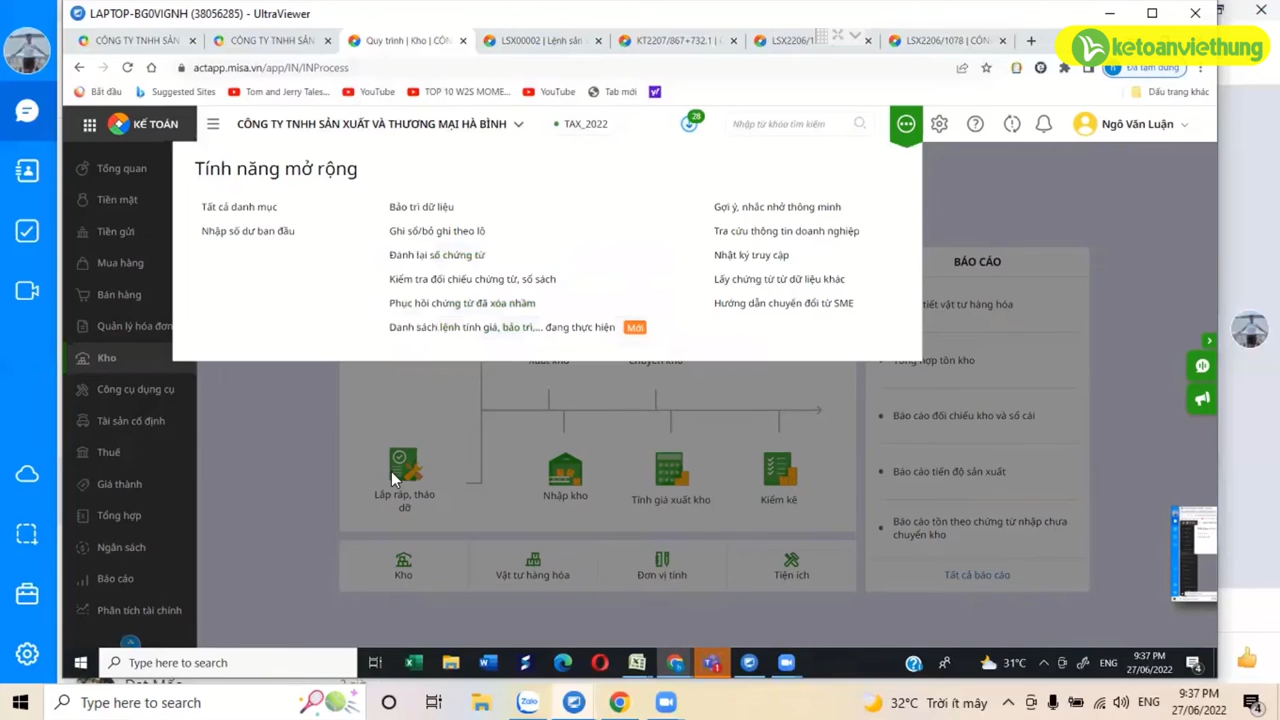 LAPTOP-BG0VIGNH (38056285) - UltraViewer
CÔNG TY TNHH SẢN
CÔNG TY TNHH SẢN
Quy trình | Kho | CÔ
LSX00002 | Lệnh sản
KT2207/867+732.1 |
LSX2206/1
LSX2206/1078 | CÔN
ketoanviethung
actapp.misa.vn/app/IN/INProcess
Đã tạm dừng
Bắt đầu
Suggested Sites
Tom and Jerry Tales...
YouTube
TOP 10 W2S MOME...
YouTube
Tab mới
Dấu trang khác
KẾ TOÁN
CÔNG TY TNHH SẢN XUẤT VÀ THƯƠNG MẠI HÀ BÌNH
TAX_2022
28
Nhập từ khóa tìm kiếm
Ngô Văn Luận
Tổng quan
Tiền mặt
Tiền gửi
Mua hàng
Bán hàng
Quản lý hóa đơn
Kho
Công cụ dụng cụ
Tài sản cố định
Thuế
Giá thành
Tổng hợp
Ngân sách
Báo cáo
Phân tích tài chính
Tính năng mở rộng
Tất cả danh mục
Nhập số dư ban đầu
Bảo trì dữ liệu
Ghi sổ/bỏ ghi theo lô
Đánh lại số chứng từ
Kiểm tra đối chiếu chứng từ, sổ sách
Phục hồi chứng từ đã xóa nhầm
Danh sách lệnh tính giá, bảo trì,... đang thực hiện Mới
Gợi ý, nhắc nhở thông minh
Tra cứu thông tin doanh nghiệp
Nhật ký truy cập
Lấy chứng từ từ dữ liệu khác
Hướng dẫn chuyển đổi từ SME
Xuất kho
Chuyển kho
Lắp ráp, tháo
dỡ
Nhập kho
Tính giá xuất kho
Kiểm kê
Kho
Vật tư hàng hóa
Đơn vị tính
Tiện ích
BÁO CÁO
tiết vật tư hàng hóa
Tổng hợp tồn kho
Báo cáo đối chiếu kho và sổ cái
Báo cáo tiến độ sản xuất
Báo cáo tồn theo chứng từ nhập chưa
chuyển kho
Tất cả báo cáo
Type here to search
31°C
ENG
9:37 PM
27/06/2022
4
Type here to search
Zalo
32°C Trời ít mây
ENG
9:37 PM
27/06/2022
4